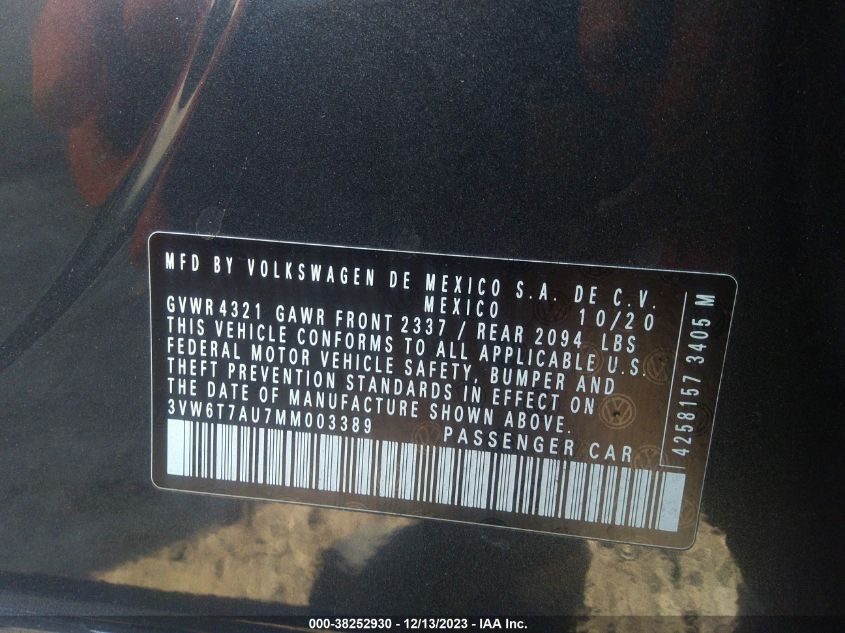 MFD BY VOLKSWAGEN DE MEXICO S.A. DE C.V.
MEXICO 10/20
GVWR 4321 GAWR FRONT 2337 / REAR 2094 LBS
THIS VEHICLE CONFORMS TO ALL APPLICABLE U.S.
FEDERAL MOTOR VEHICLE SAFETY, BUMPER AND
THEFT PREVENTION STANDARDS IN EFFECT ON
THE DATE OF MANUFACTURE SHOWN ABOVE.
3VW6T7AU7MM003389 PASSENGER CAR
4258157 3405 M
000-38252930 - 12/13/2023 - IAA Inc.